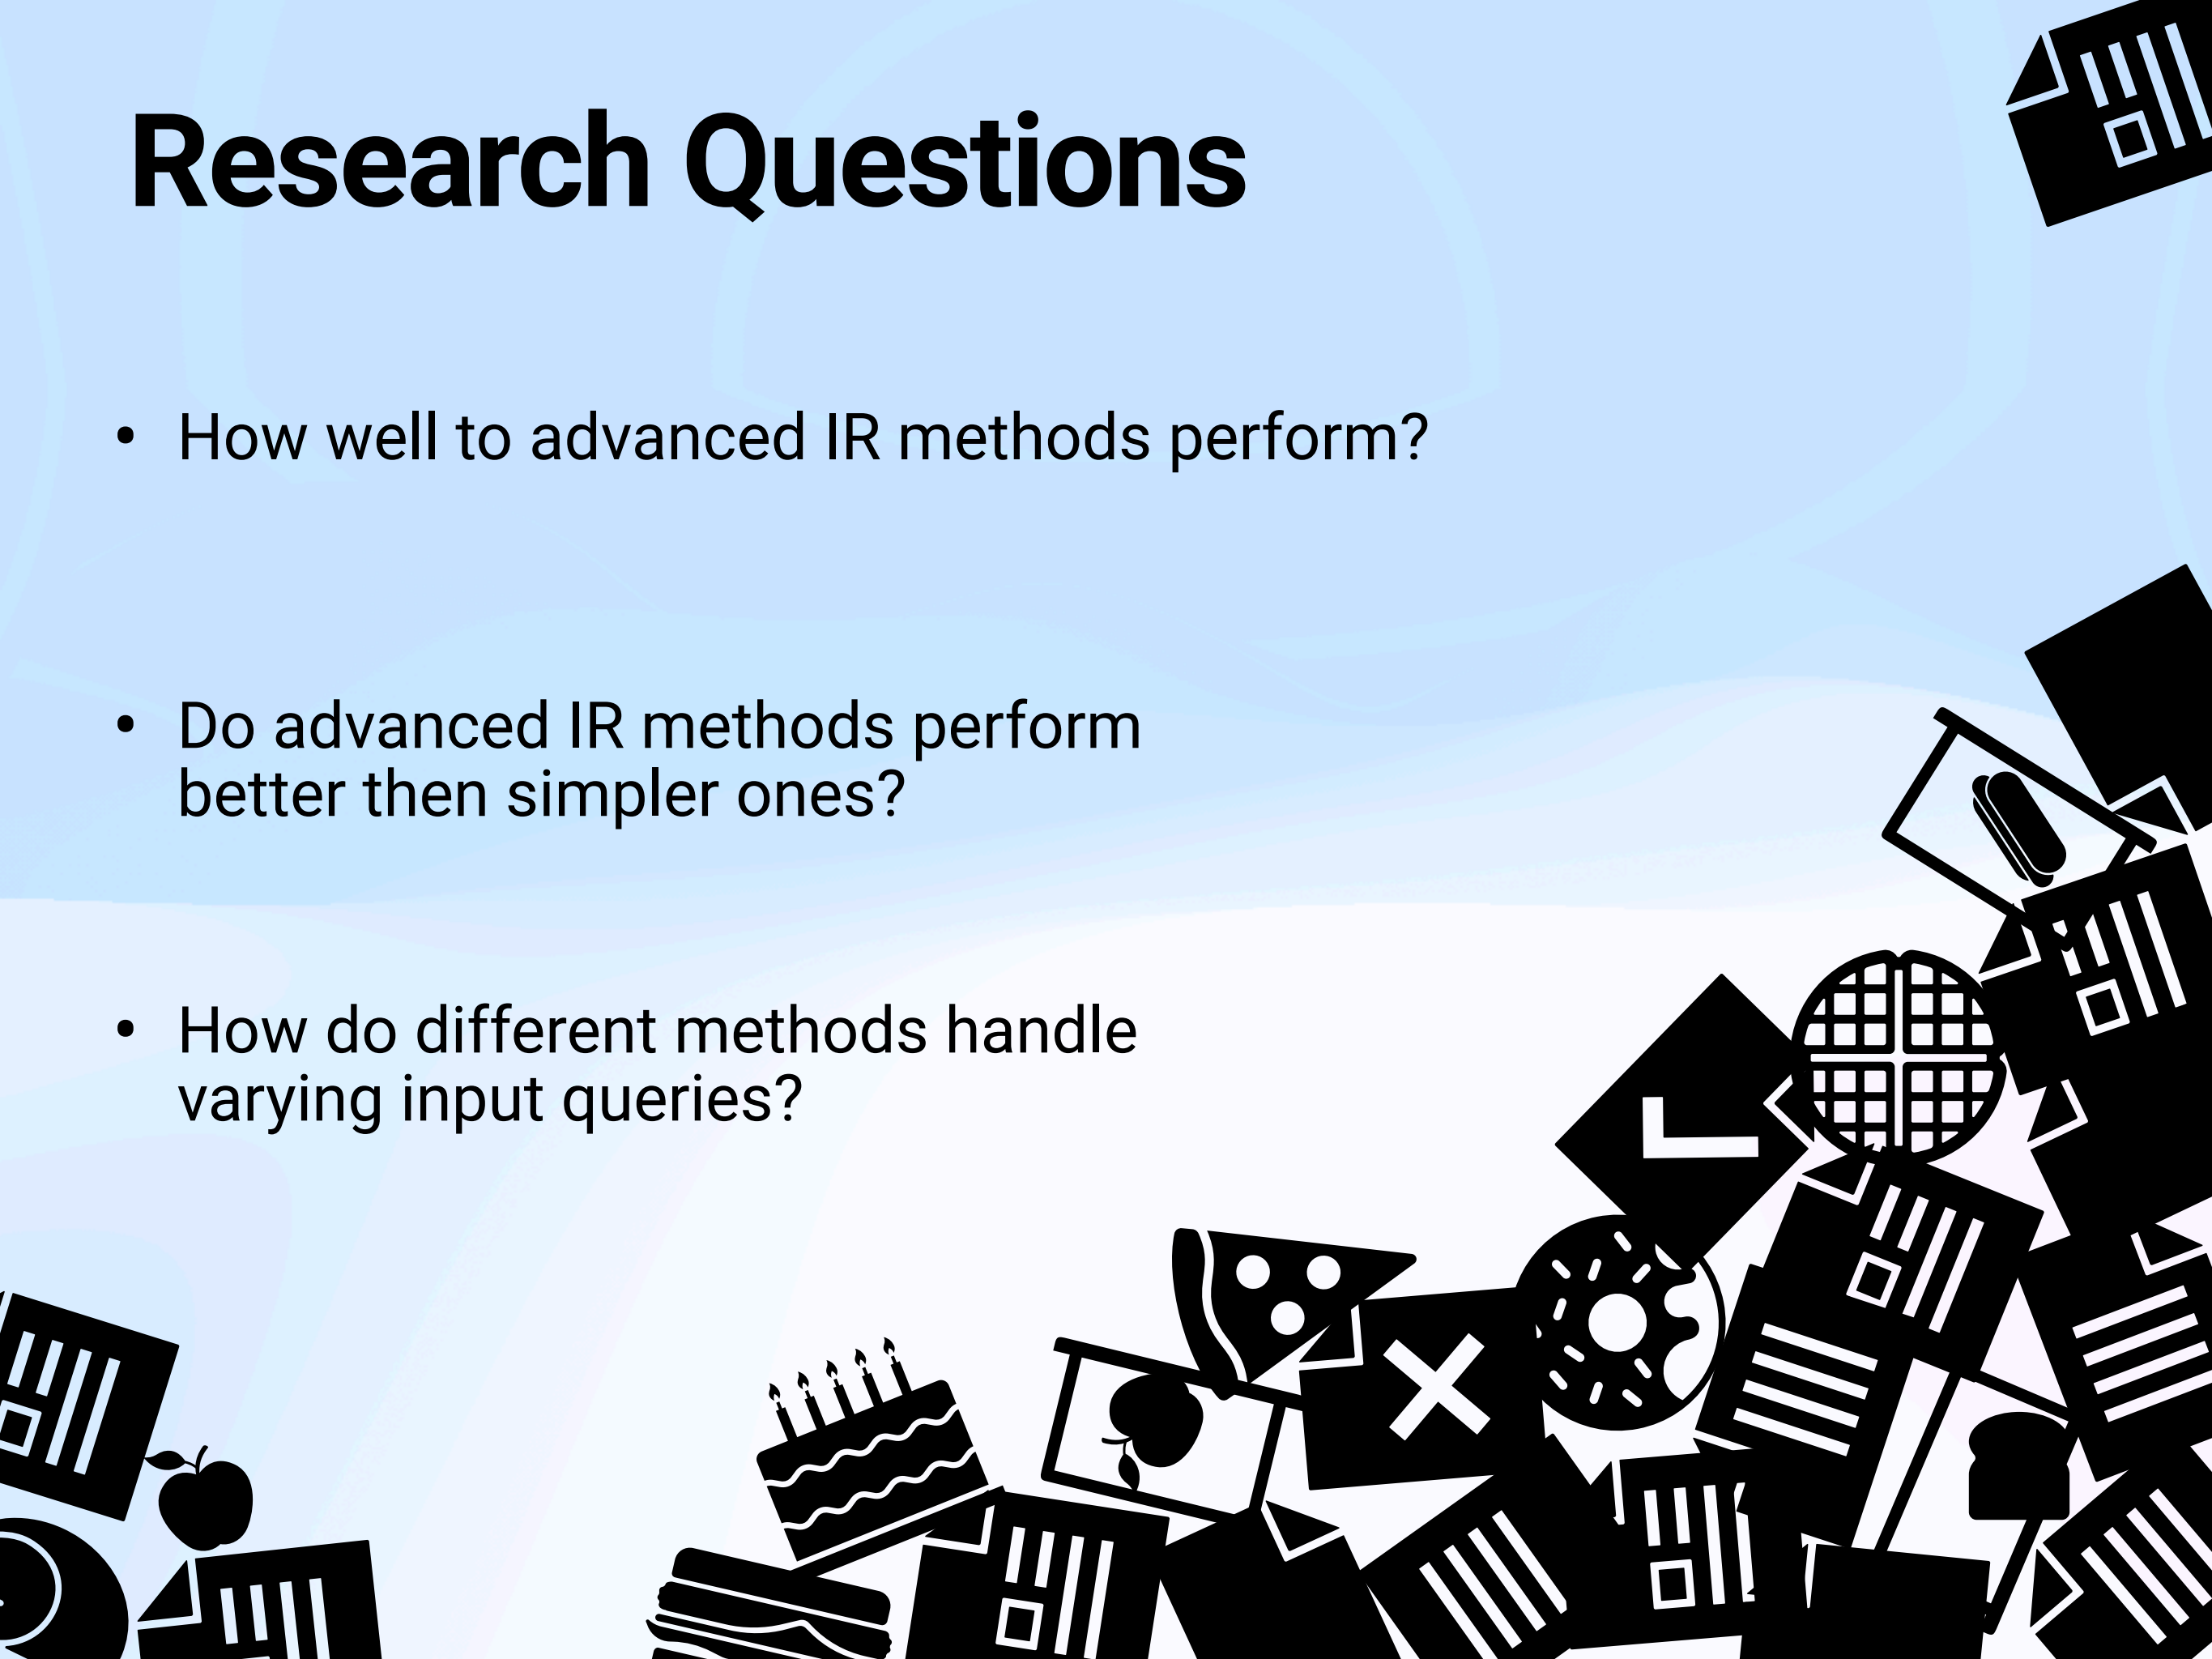 Research Questions
• How well to advanced IR methods perform?
• Do advanced IR methods perform
better then simpler ones?
• How do different methods handle
varying input queries?